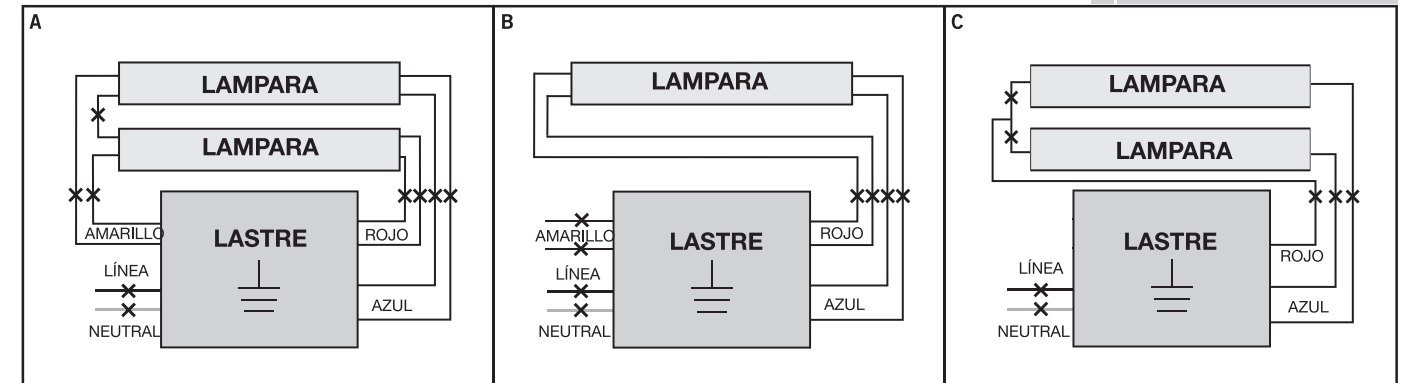 A
LAMPARA
LAMPARA
AMARILLO
LASTRE
ROJO
LÍNEA
AZUL
NEUTRAL
B
LAMPARA
AMARILLO
LASTRE
ROJO
LÍNEA
AZUL
NEUTRAL
C
LAMPARA
LAMPARA
LASTRE
ROJO
LÍNEA
AZUL
NEUTRAL